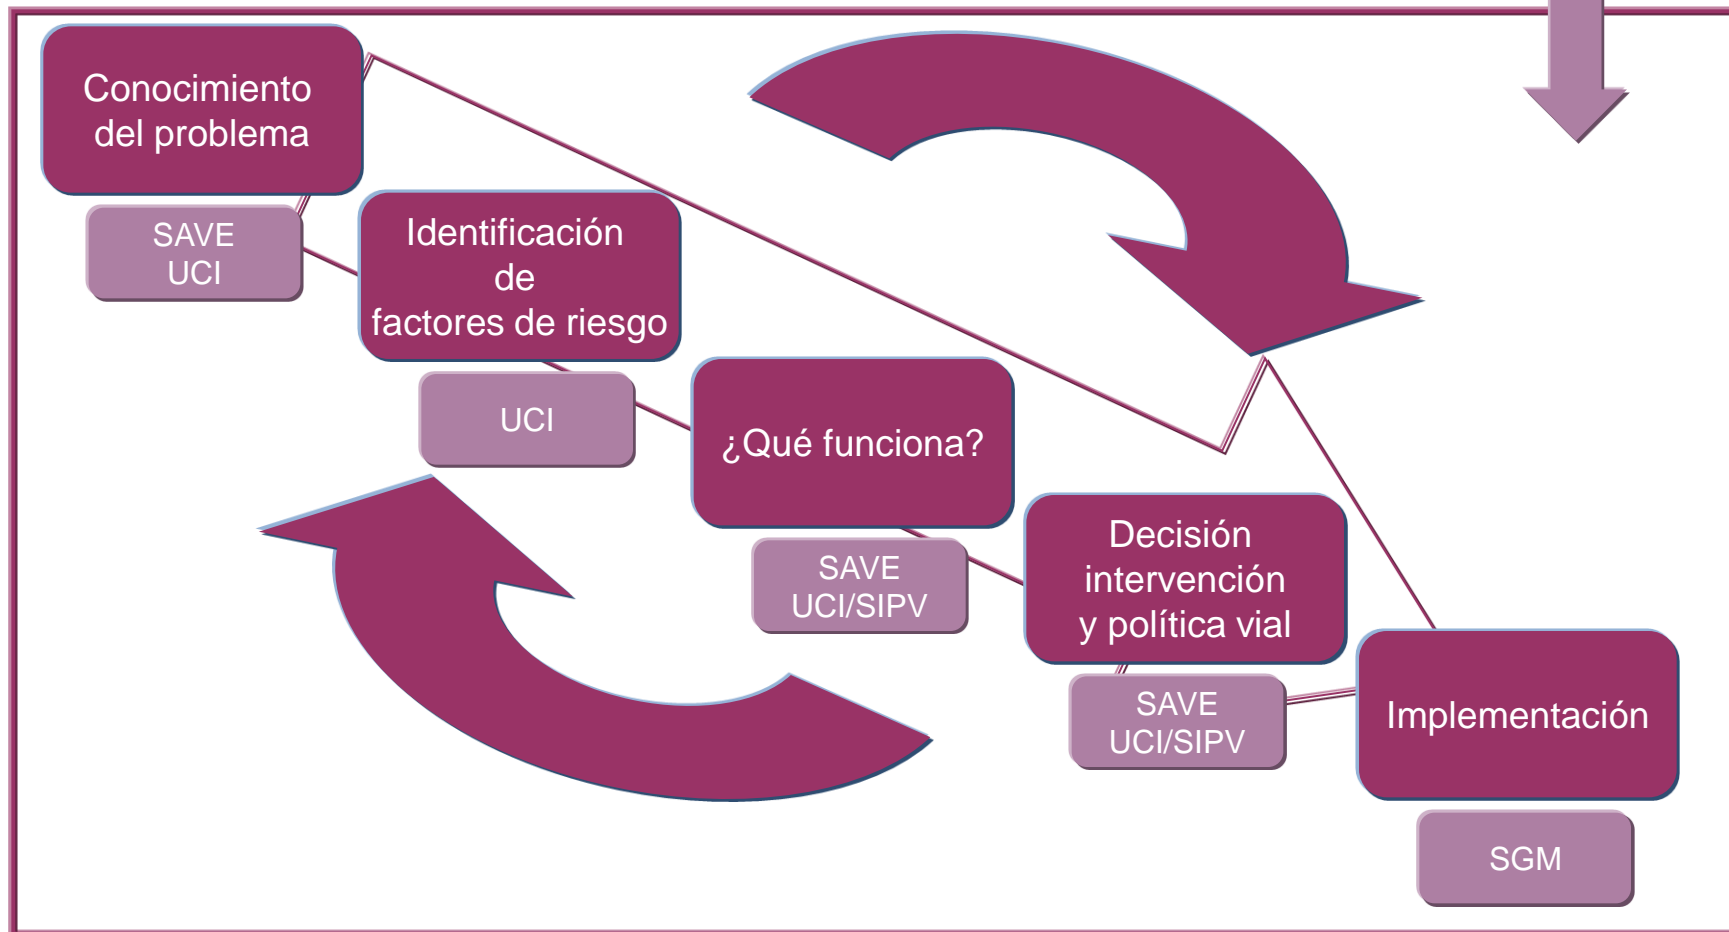 Conocimiento
del problema
SAVE
UCI
Identificación
de
factores de riesgo
UCI
¿Qué funciona?
SAVE
UCI/SIPV
Decisión
intervención
y política vial
SAVE
UCI/SIPV
Implementación
SGM